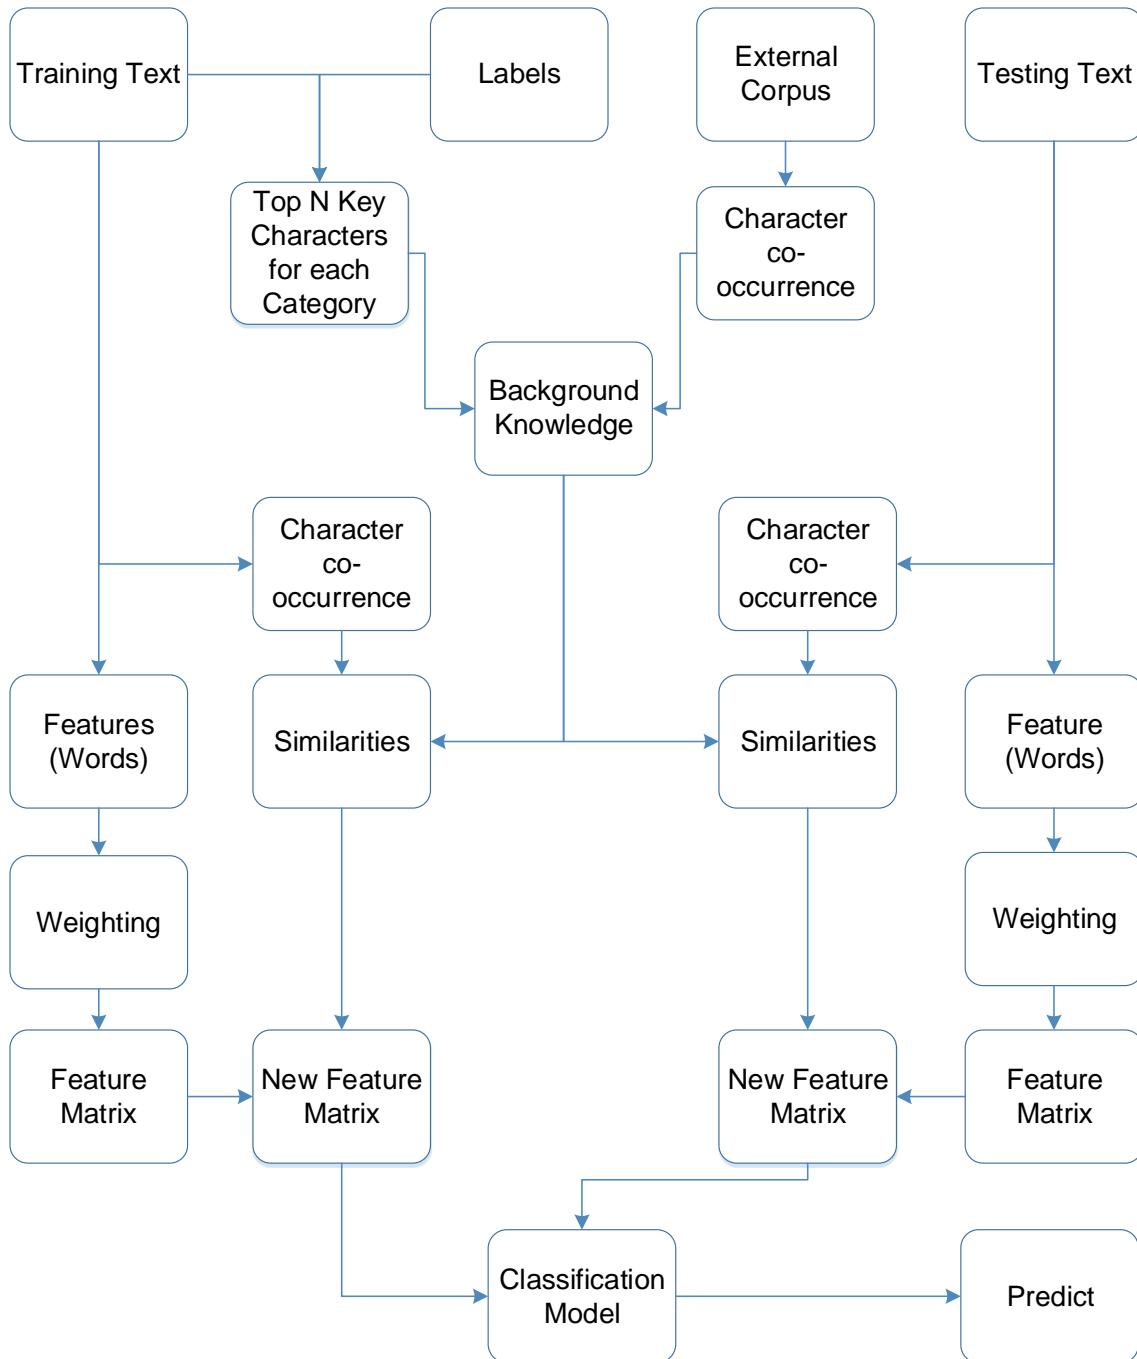 Training Text
Labels
External
Corpus
Testing Text
Top N Key
Characters
for each
Category
Character
co-
occurrence
Background
Knowledge
Character
co-
occurrence
Character
co-
occurrence
Features
(Words)
Similarities
Similarities
Feature
(Words)
Weighting
Weighting
Feature
Matrix
New Feature
Matrix
New Feature
Matrix
Feature
Matrix
Classification
Model
Predict